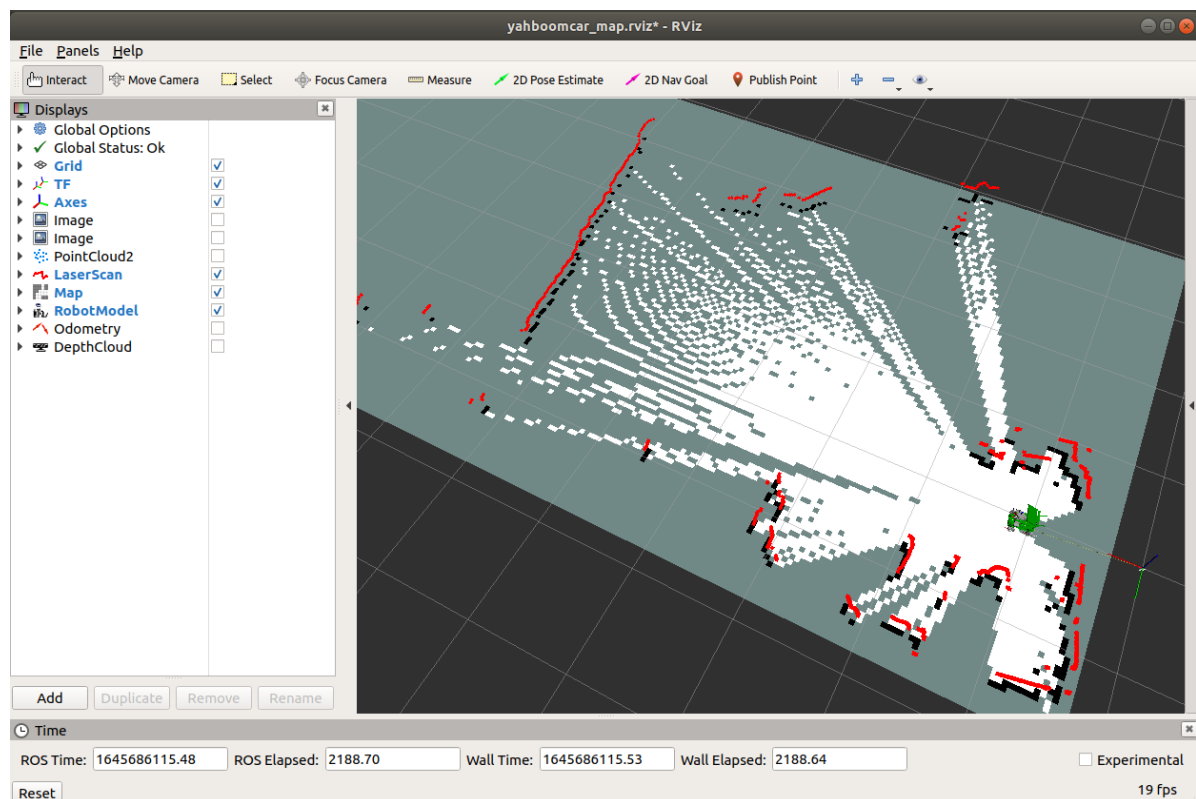 yahboomcar_map.rviz* - RViz
File Panels Help
Interact Move Camera Select Focus Camera Measure 2D Pose Estimate 2D Nav Goal Publish Point
Displays
Global Options
Global Status: Ok
Grid
TF
Axes
Image
Image
PointCloud2
LaserScan
Map
RobotModel
Odometry
DepthCloud
Add Duplicate Remove Rename
Time
ROS Time: 1645686115.48 ROS Elapsed: 2188.70 Wall Time: 1645686115.53 Wall Elapsed: 2188.64 Experimental
Reset 19 fps